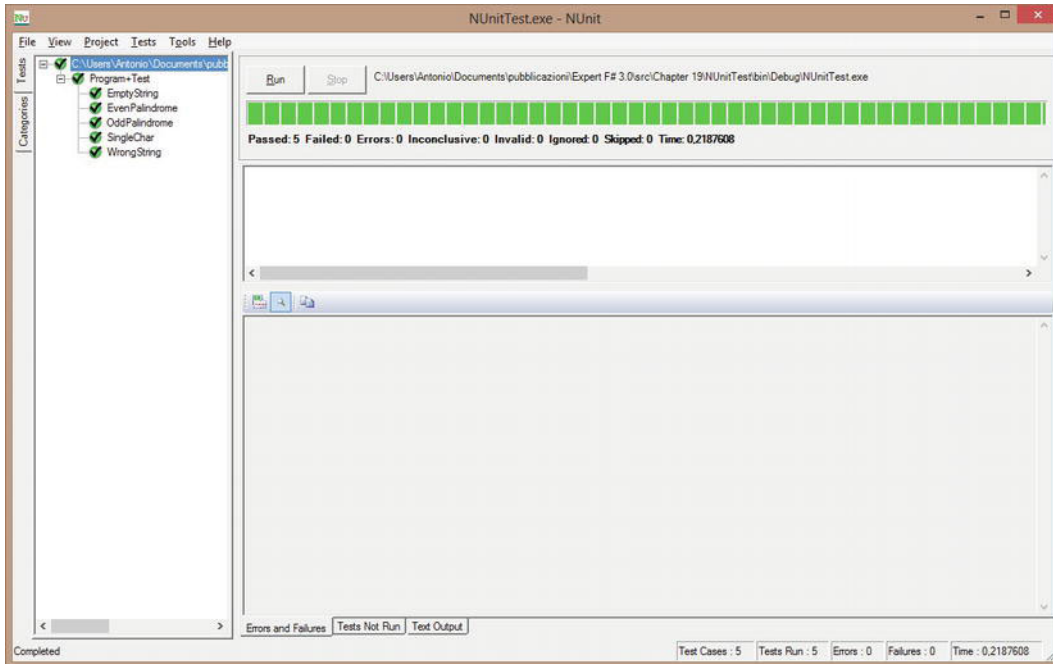 NUnitTest.exe - NUnit
File View Project Tests Tools Help
Tests
Categories
C:\Users\Antonio\Documents\pubb
Program+Test
EmptyString
EvenPalindrome
OddPalindrome
SingleChar
WrongString
Run
Stop
C:\Users\Antonio\Documents\pubblicazioni\Expert F# 3.0\src\Chapter 19\NUnitTest\bin\Debug\NUnitTest.exe
Passed: 5 Failed: 0 Errors: 0 Inconclusive: 0 Invalid: 0 Ignored: 0 Skipped: 0 Time: 0,2187608
Errors and Failures
Tests Not Run
Text Output
Completed
Test Cases : 5
Tests Run : 5
Errors : 0
Failures : 0
Time : 0,2187608